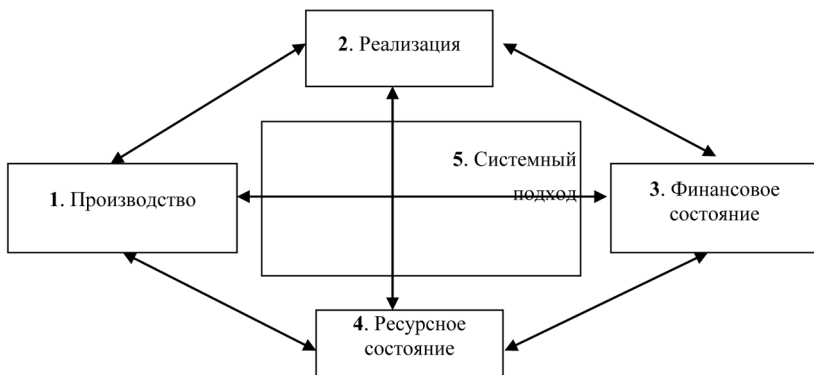 2. Реализация
5. Системный
подход
1. Производство
3. Финансовое
состояние
4. Ресурсное
состояние